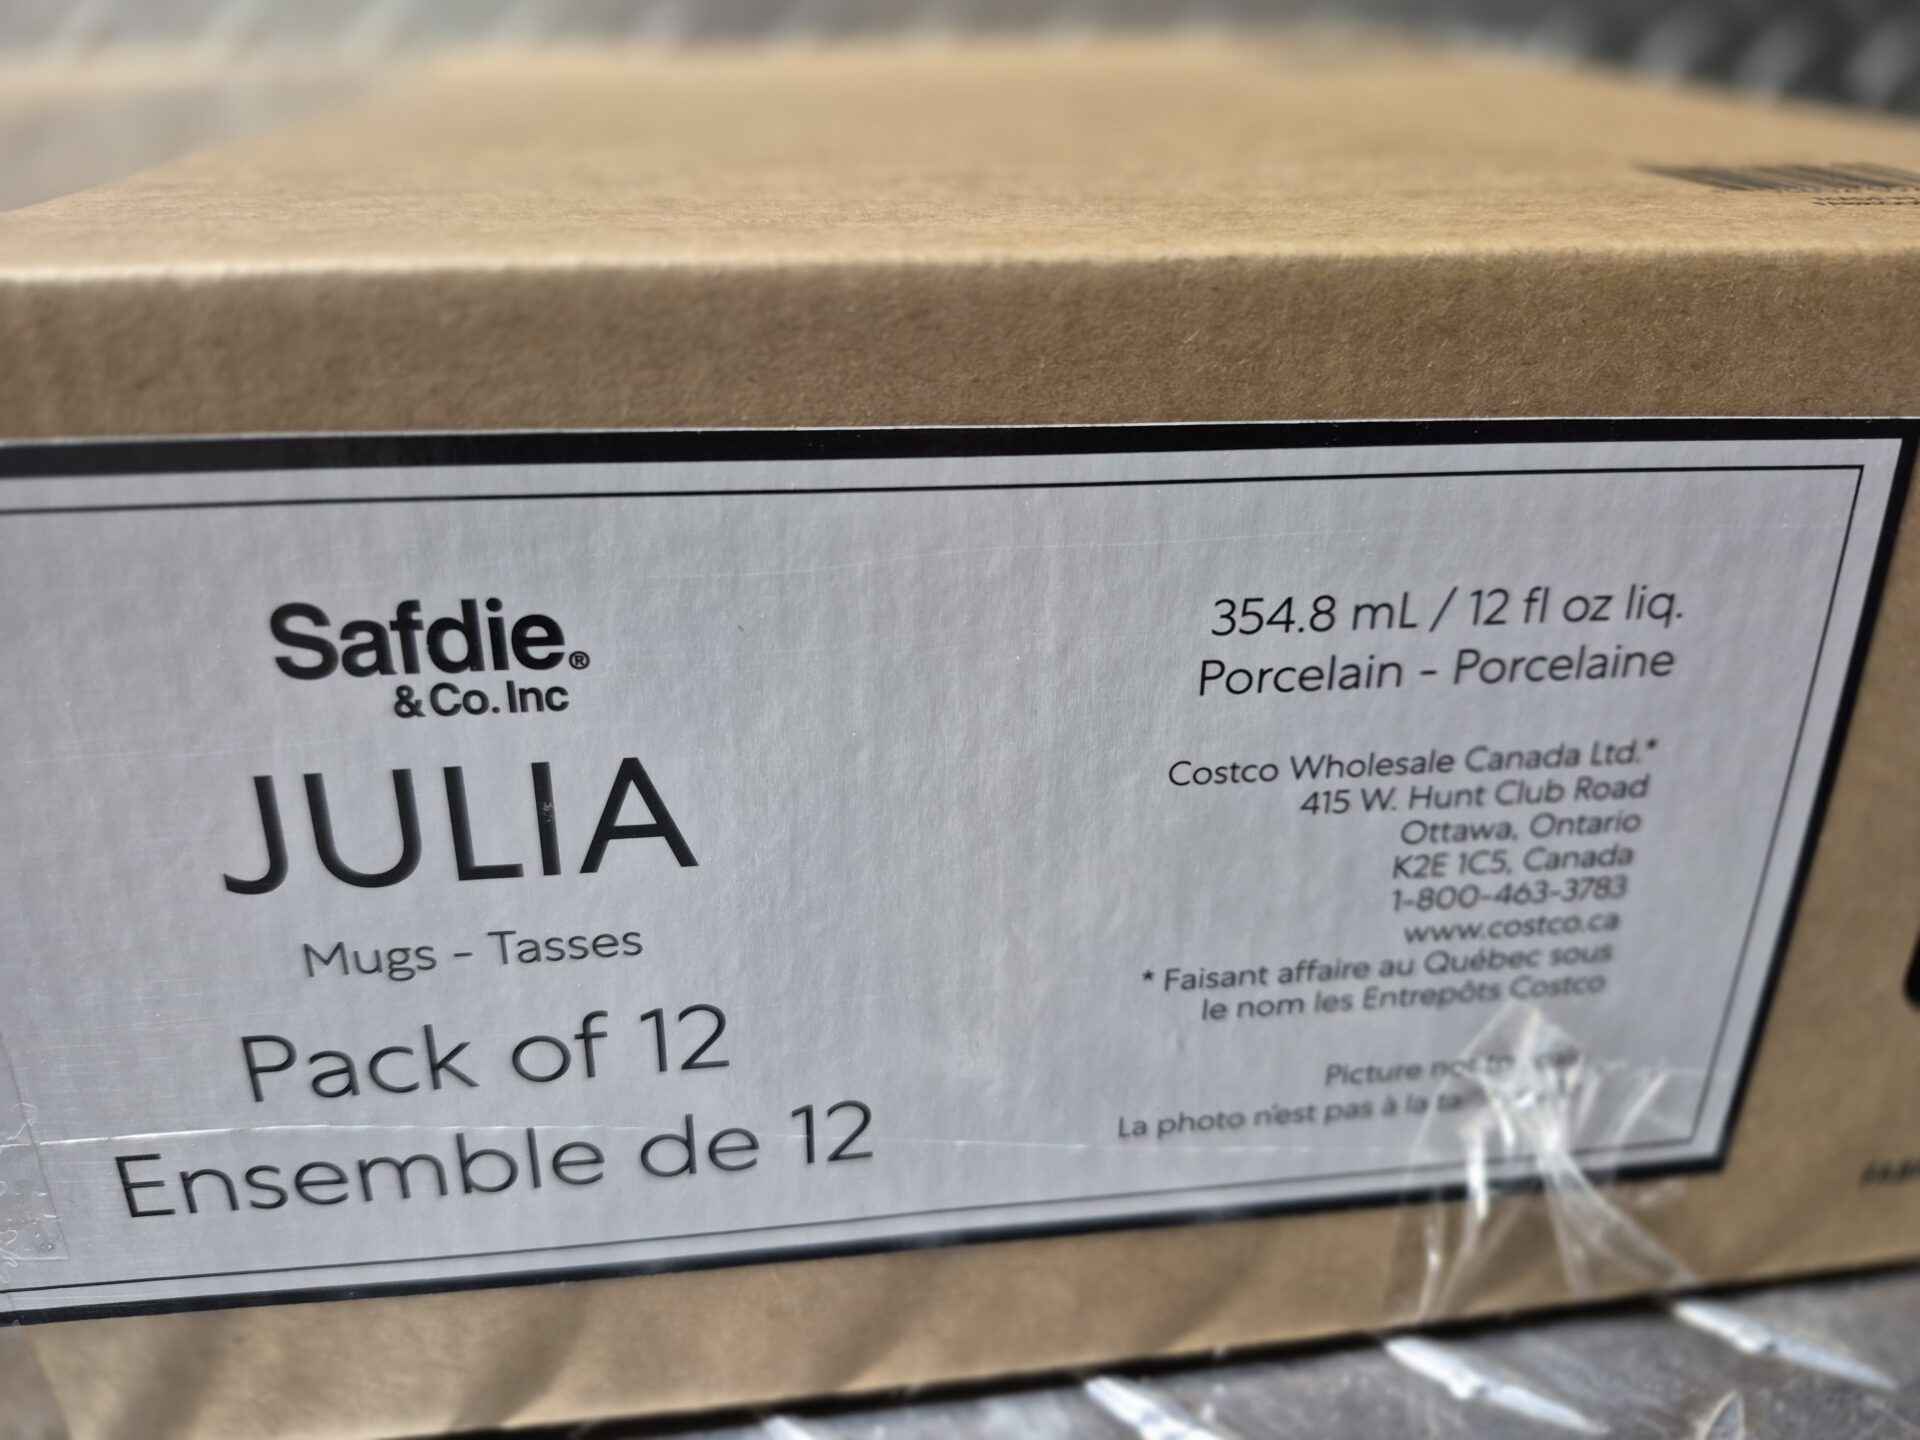 Safdie®
& Co. Inc
JULIA
Mugs - Tasses
Pack of 12
Ensemble de 12
354.8 mL / 12 fl oz liq.
Porcelain - Porcelaine
Costco Wholesale Canada Ltd.*
415 W. Hunt Club Road
Ottawa, Ontario
K2E 1C5, Canada
1-800-463-3783
www.costco.ca
* Faisant affaire au Québec sous
le nom les Entrepôts Costco
Picture not
La photo n'est pas à la